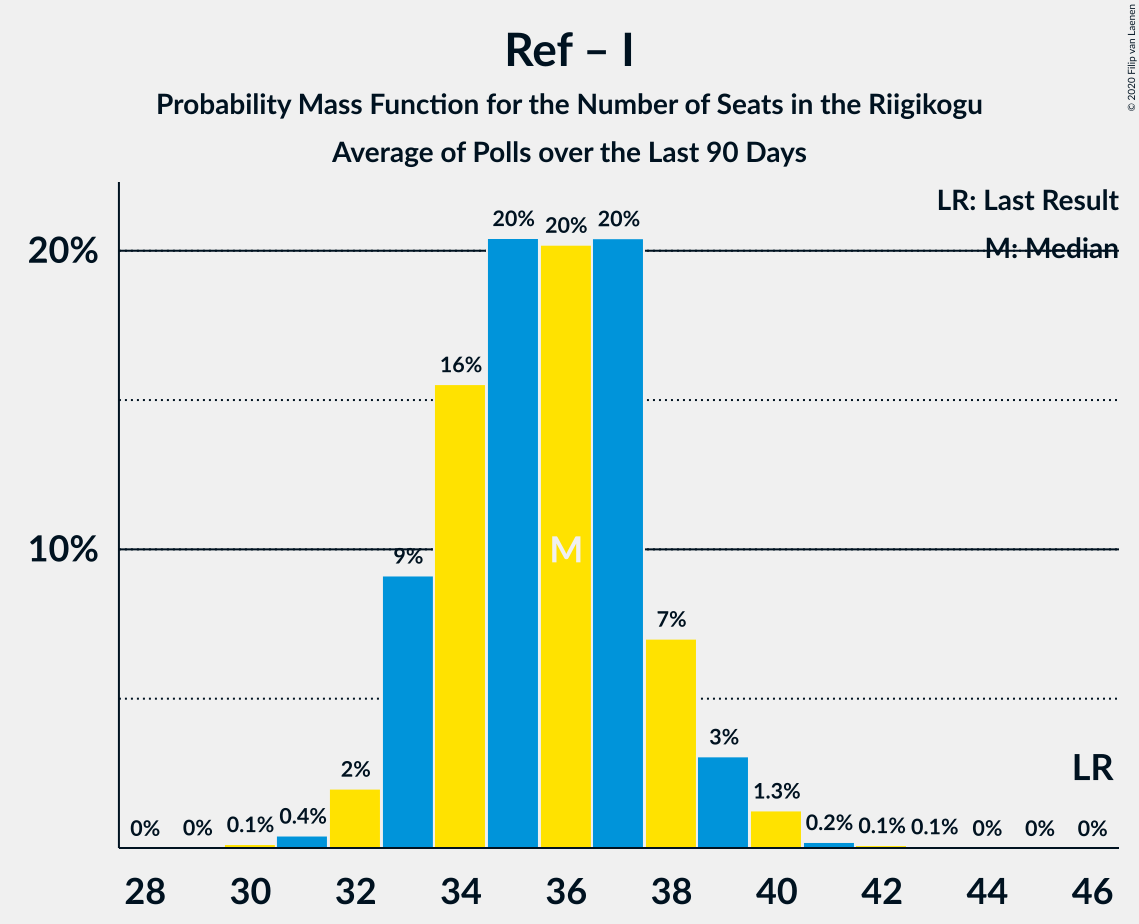 Ref – I
Probability Mass Function for the Number of Seats in the Riigikogu
Average of Polls over the Last 90 Days
© 2020 Filip van Laenen
LR: Last Result
M: Median
20%
10%
0% 0% 0.1% 0.4% 2% 9% 16% 20% 20% 20% 7% 3% 1.3% 0.2% 0.1% 0.1% 0% 0% 0%
M
LR
28 30 32 34 36 38 40 42 44 46